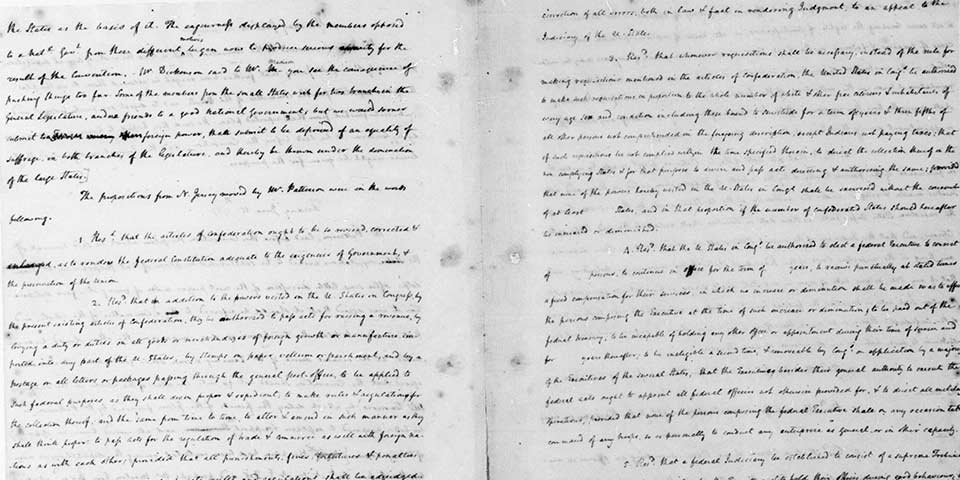 the States as the basis of it. The eagerness displayed by the members opposed
to a Natl. Govt. from these different motives began now to produce serious anxiety for the
result of the Convention. Mr. Dickenson said to Mr. Madison you see the consequence of
pushing things too far. Some of the members from the small States wish for two branches in the
General Legislature, and are friends to a good National Government; but we would sooner
submit to foreign power, than submit to be deprived of an equality of
suffrage, in both branches of the legislature, and thereby be thrown under the domination
of the large States.
The propositions from N. Jersey moved by Mr. Patterson were in the words
following.
1. Resd. that the articles of Confederation ought to be so revised, corrected &
enlarged, as to render the federal Constitution adequate to the exigencies of Government, &
the preservation of the Union.
2. Resd. that in addition to the powers vested in the U. States in Congress, by
the present existing articles of Confederation, they be authorized to pass acts for raising a revenue, by
levying a duty or duties on all goods or merchandizes of foreign growth or manufacture, im-
ported into any part of the U. States, by stamps on paper, vellum or parchment, and by a
postage on all letters or packages passing through the general post-office, to be applied to
such federal purposes as they shall deem proper & expedient; to make rules & regulations for
the collection thereof; and the same from time to time, to alter & amend in such manner as they
shall think proper: to pass Acts for the regulation of trade & commerce as well with foreign na-
tions as with each other: provided that all punishments, fines, forfeitures & penalties
rules and regulations shall be adjudged
correction of all errors, both in law & fact in rendering Judgment, to an appeal to the
Judiciary of the U. States.
3. Resd. that whenever requisitions shall be necessary, instead of the rule for
making requisitions mentioned in the articles of Confederation, the United States in Congs. be authorized
to make such requisitions in proportion to the whole number of white & other free citizens & inhabitants of
every age sex and condition including those bound to servitude for a term of years & three fifths of
all other persons not comprehended in the foregoing description, except Indians not paying taxes; that
if such requisitions be not complied with, in the time specified therein, to direct the collection thereof in the
non complying States & for that purpose to devise and pass acts directing & authorizing the same; provided
that none of the powers hereby vested in the U. States in Congs. shall be exercised without the consent
of at least States, and in that proportion if the number of Confederated States should hereafter
be increased or diminished.
4. Resd. that the U. States in Congs. be authorized to elect a federal Executive to consist
of persons, to continue in office for the term of years, to receive punctually at stated times
a fixed compensation for their services, in which no increase or diminution shall be made so as to affect
the persons composing the Executive at the time of such increase or diminution, to be paid out of the
federal treasury; to be incapable of holding any other office or appointment during their time of service and
for years thereafter; to be ineligible a second time, & removeable by Congs. on application by a majority
of the Executives of the several States; that the Executives besides their general authority to execute the
federal acts ought to appoint all federal officers not otherwise provided for, & to direct all military
operations; provided that none of the persons composing the federal Executive shall on any occasion take
command of any troops, so as personally to conduct any enterprise as General, or in other capacity.
5. Resd. that a federal Judiciary be established to consist of a supreme Tribunal
hold their Offices during good behaviour,